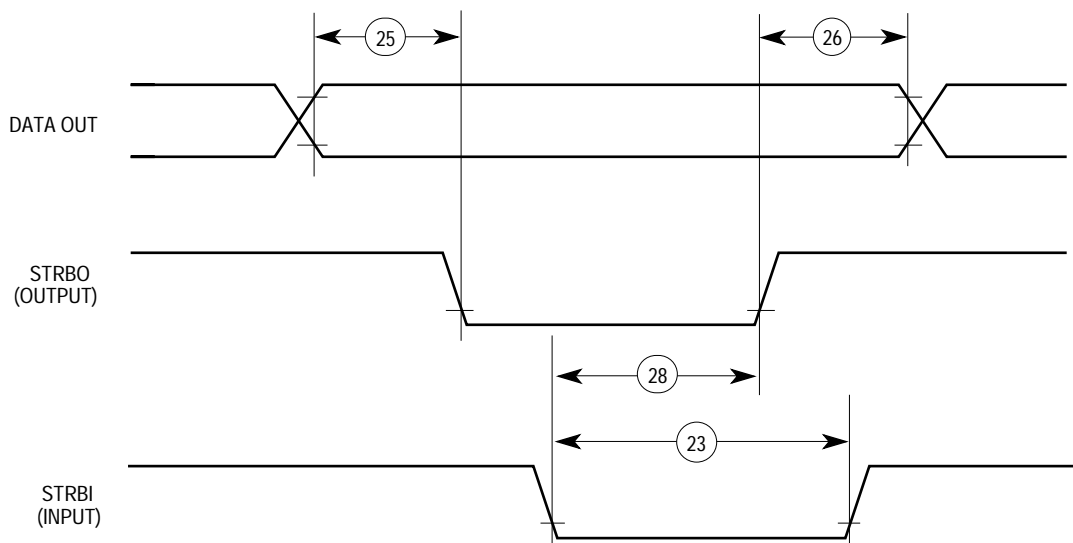 25
26
DATA OUT
STRBO
(OUTPUT)
28
23
STRBI
(INPUT)